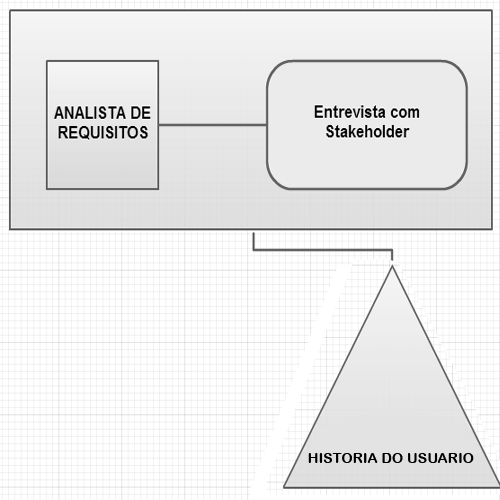 ANALISTA DE
REQUISITOS
Entrevista com
Stakeholder
HISTORIA DO USUARIO